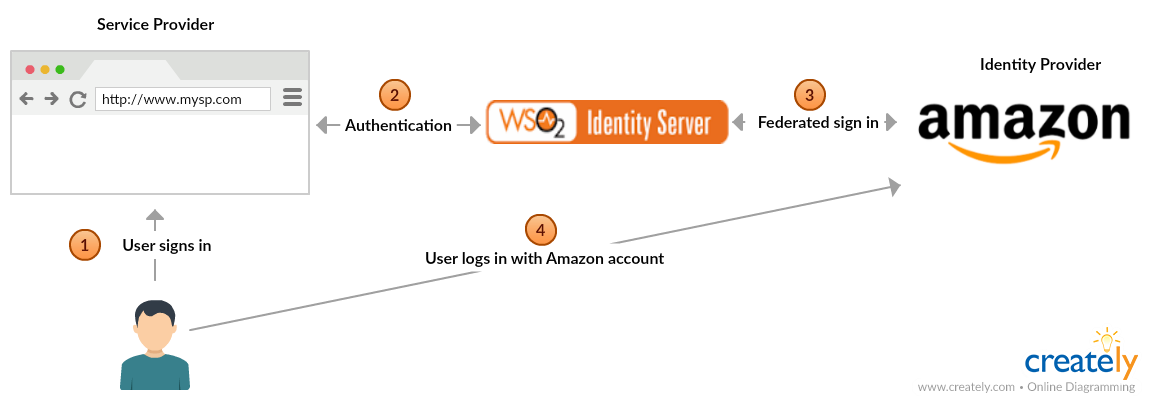 Service Provider
http://www.mysp.com
1
User signs in
2
Authentication
WSO2 Identity Server
3
Federated sign in
Identity Provider
amazon
4
User logs in with Amazon account
creately
www.creately.com • Online Diagramming